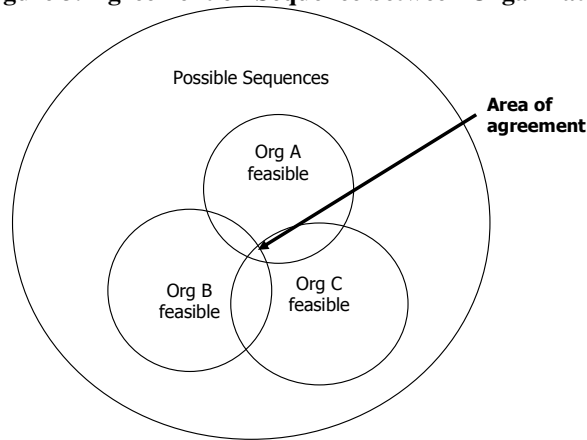 Possible Sequences
Area of
agreement
Org A
feasible
Org B
feasible
Org C
feasible